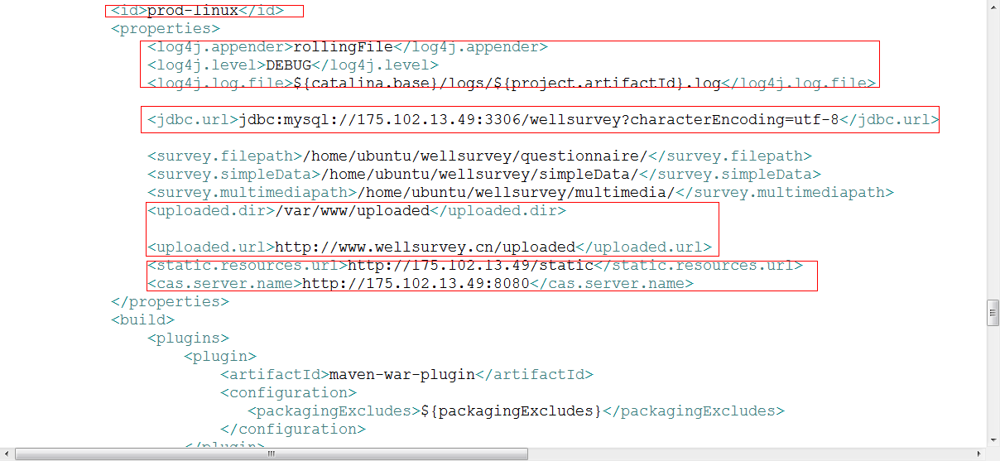 <id>prod-linux</id>
<properties>
<log4j.appender>rollingFile</log4j.appender>
<log4j.level>DEBUG</log4j.level>
<log4j.log.file>${catalina.base}/logs/${project.artifactId}.log</log4j.log.file>
<jdbc.url>jdbc:mysql://175.102.13.49:3306/wellsurvey?characterEncoding=utf-8</jdbc.url>
<survey.filepath>/home/ubuntu/wellsurvey/questionnaire/</survey.filepath>
<survey.simpleData>/home/ubuntu/wellsurvey/simpleData/</survey.simpleData>
<survey.multimediapath>/home/ubuntu/wellsurvey/multimedia/</survey.multimediapath>
<uploaded.dir>/var/www/uploaded</uploaded.dir>
<uploaded.url>http://www.wellsurvey.cn/uploaded</uploaded.url>
<static.resources.url>http://175.102.13.49/static</static.resources.url>
<cas.server.name>http://175.102.13.49:8080</cas.server.name>
</properties>
<build>
<plugins>
<plugin>
<artifactId>maven-war-plugin</artifactId>
<configuration>
<packagingExcludes>${packagingExcludes}</packagingExcludes>
</configuration>
</plugin>